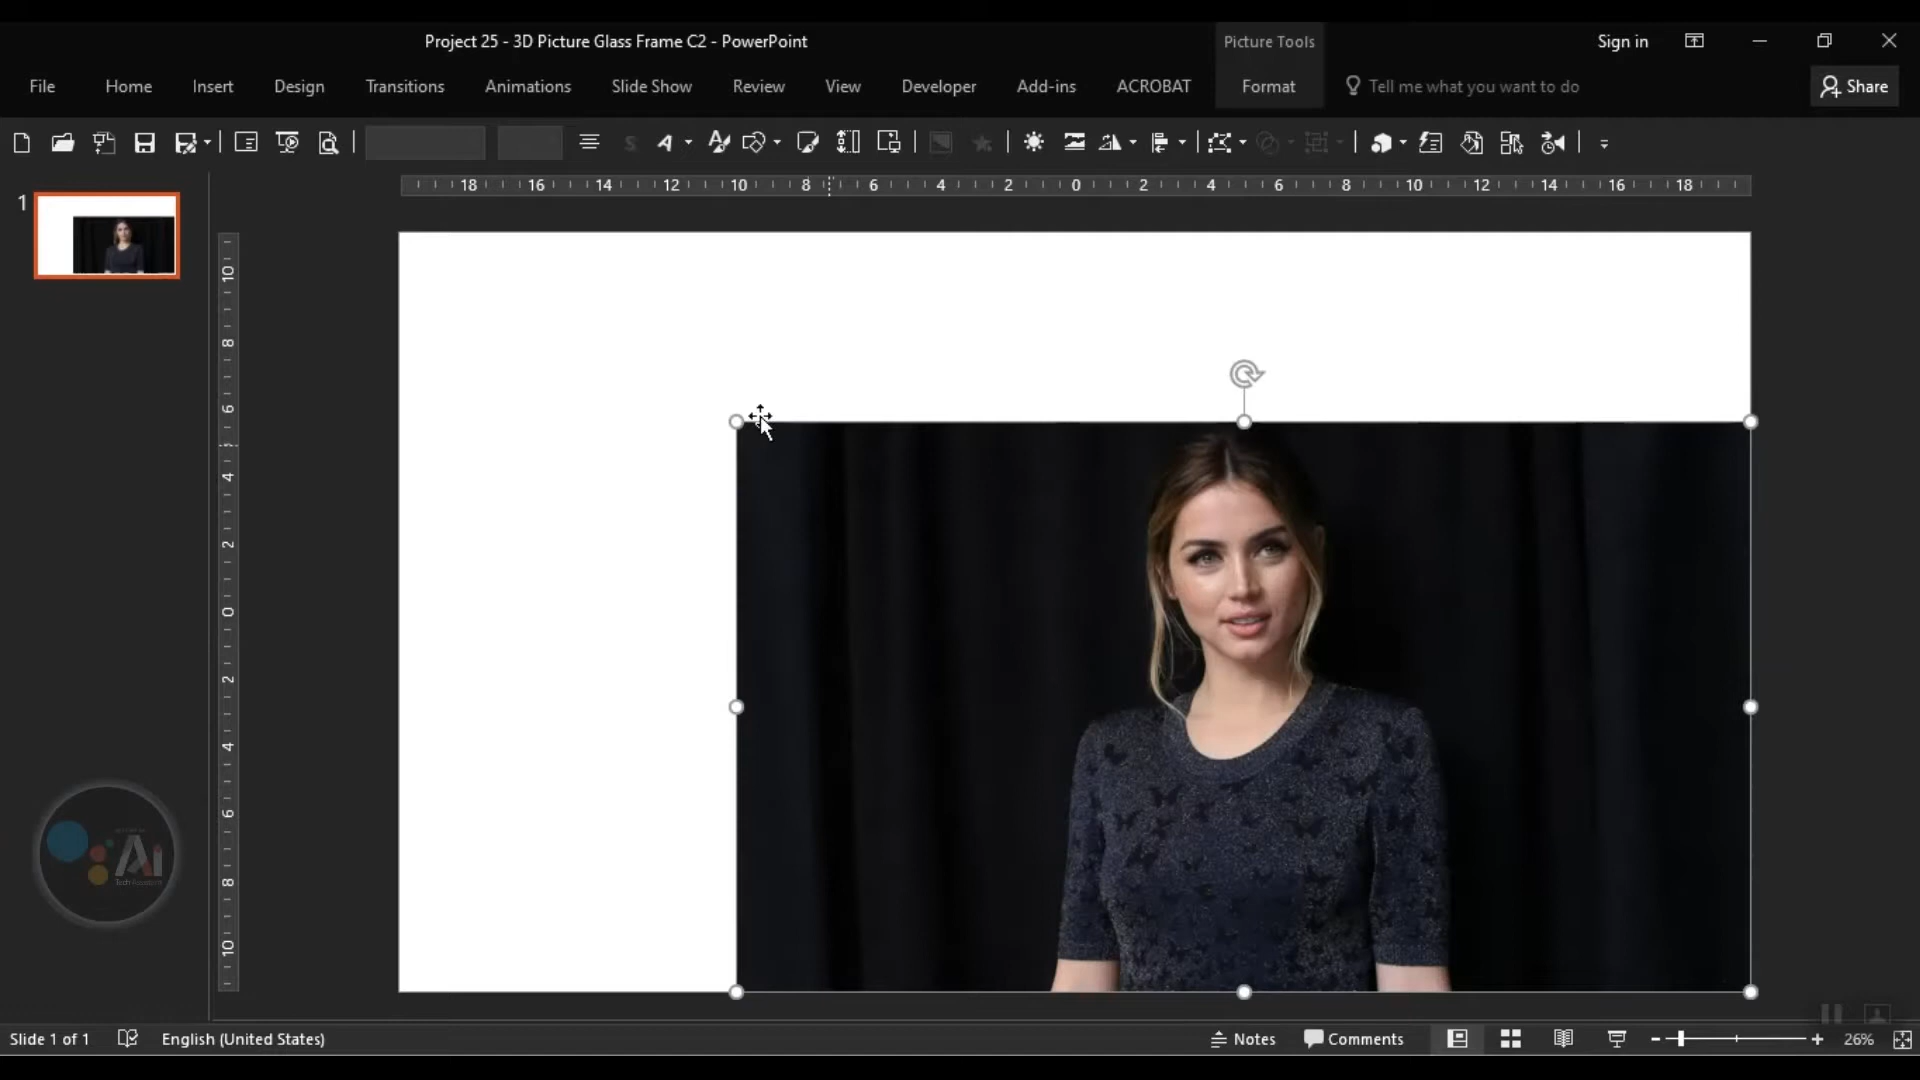 Project 25 - 3D Picture Glass Frame C2 - PowerPoint
Picture Tools
Sign in
File Home Insert Design Transitions Animations Slide Show Review View Developer Add-ins ACROBAT Format Tell me what you want to do Share
18 16 14 12 10 8 6 4 2 0 2 4 6 8 10 12 14 16 18
1
10
8
6
4
2
0
2
4
6
8
10
Ai
Slide 1 of 1 English (United States) Notes Comments 26%